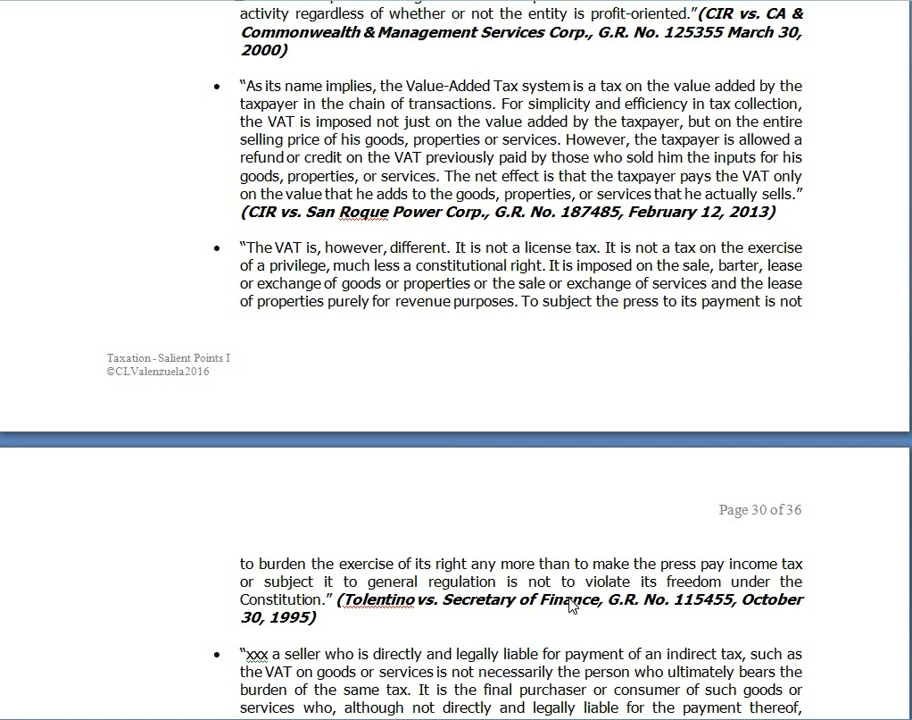 activity regardless of whether or not the entity is profit-oriented.”(CIR vs. CA &
Commonwealth & Management Services Corp., G.R. No. 125355 March 30,
2000)
• “As its name implies, the Value-Added Tax system is a tax on the value added by the
taxpayer in the chain of transactions. For simplicity and efficiency in tax collection,
the VAT is imposed not just on the value added by the taxpayer, but on the entire
selling price of his goods, properties or services. However, the taxpayer is allowed a
refund or credit on the VAT previously paid by those who sold him the inputs for his
goods, properties, or services. The net effect is that the taxpayer pays the VAT only
on the value that he adds to the goods, properties, or services that he actually sells.”
(CIR vs. San Roque Power Corp., G.R. No. 187485, February 12, 2013)
• “The VAT is, however, different. It is not a license tax. It is not a tax on the exercise
of a privilege, much less a constitutional right. It is imposed on the sale, barter, lease
or exchange of goods or properties or the sale or exchange of services and the lease
of properties purely for revenue purposes. To subject the press to its payment is not
Taxation - Salient Points I
©CLValenzuela2016
Page 30 of 36
to burden the exercise of its right any more than to make the press pay income tax
or subject it to general regulation is not to violate its freedom under the
Constitution.” (Tolentino vs. Secretary of Finance, G.R. No. 115455, October
30, 1995)
• “xxx a seller who is directly and legally liable for payment of an indirect tax, such as
the VAT on goods or services is not necessarily the person who ultimately bears the
burden of the same tax. It is the final purchaser or consumer of such goods or
services who, although not directly and legally liable for the payment thereof,